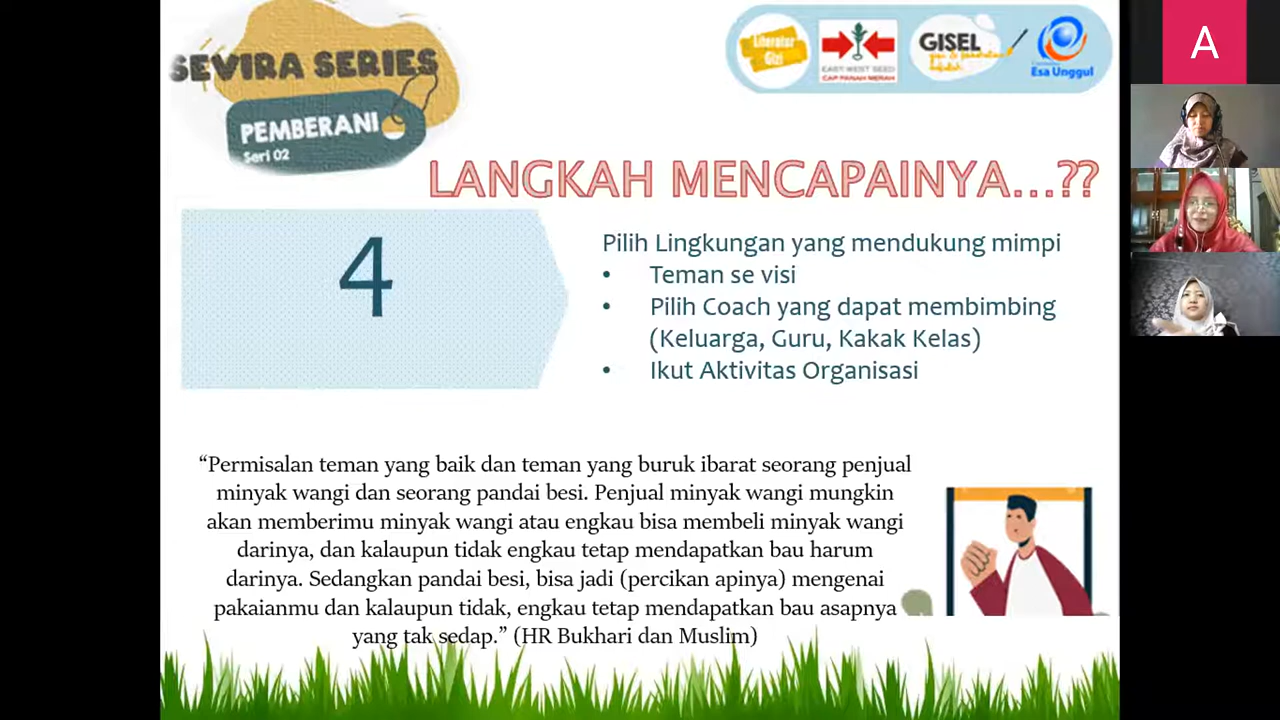 SEVIRA SERIES
PEMBERANI
Seri 02
Literatur
Gizi
EAST WEST SEED
CAP PANAH MERAH
GISEL
Esa Unggul
A
LANGKAH MENCAPAINYA...??
4
Pilih Lingkungan yang mendukung mimpi
• Teman se visi
• Pilih Coach yang dapat membimbing
(Keluarga, Guru, Kakak Kelas)
• Ikut Aktivitas Organisasi
“Permisalan teman yang baik dan teman yang buruk ibarat seorang penjual
minyak wangi dan seorang pandai besi. Penjual minyak wangi mungkin
akan memberimu minyak wangi atau engkau bisa membeli minyak wangi
darinya, dan kalaupun tidak engkau tetap mendapatkan bau harum
darinya. Sedangkan pandai besi, bisa jadi (percikan apinya) mengenai
pakaianmu dan kalaupun tidak, engkau tetap mendapatkan bau asapnya
yang tak sedap.” (HR Bukhari dan Muslim)